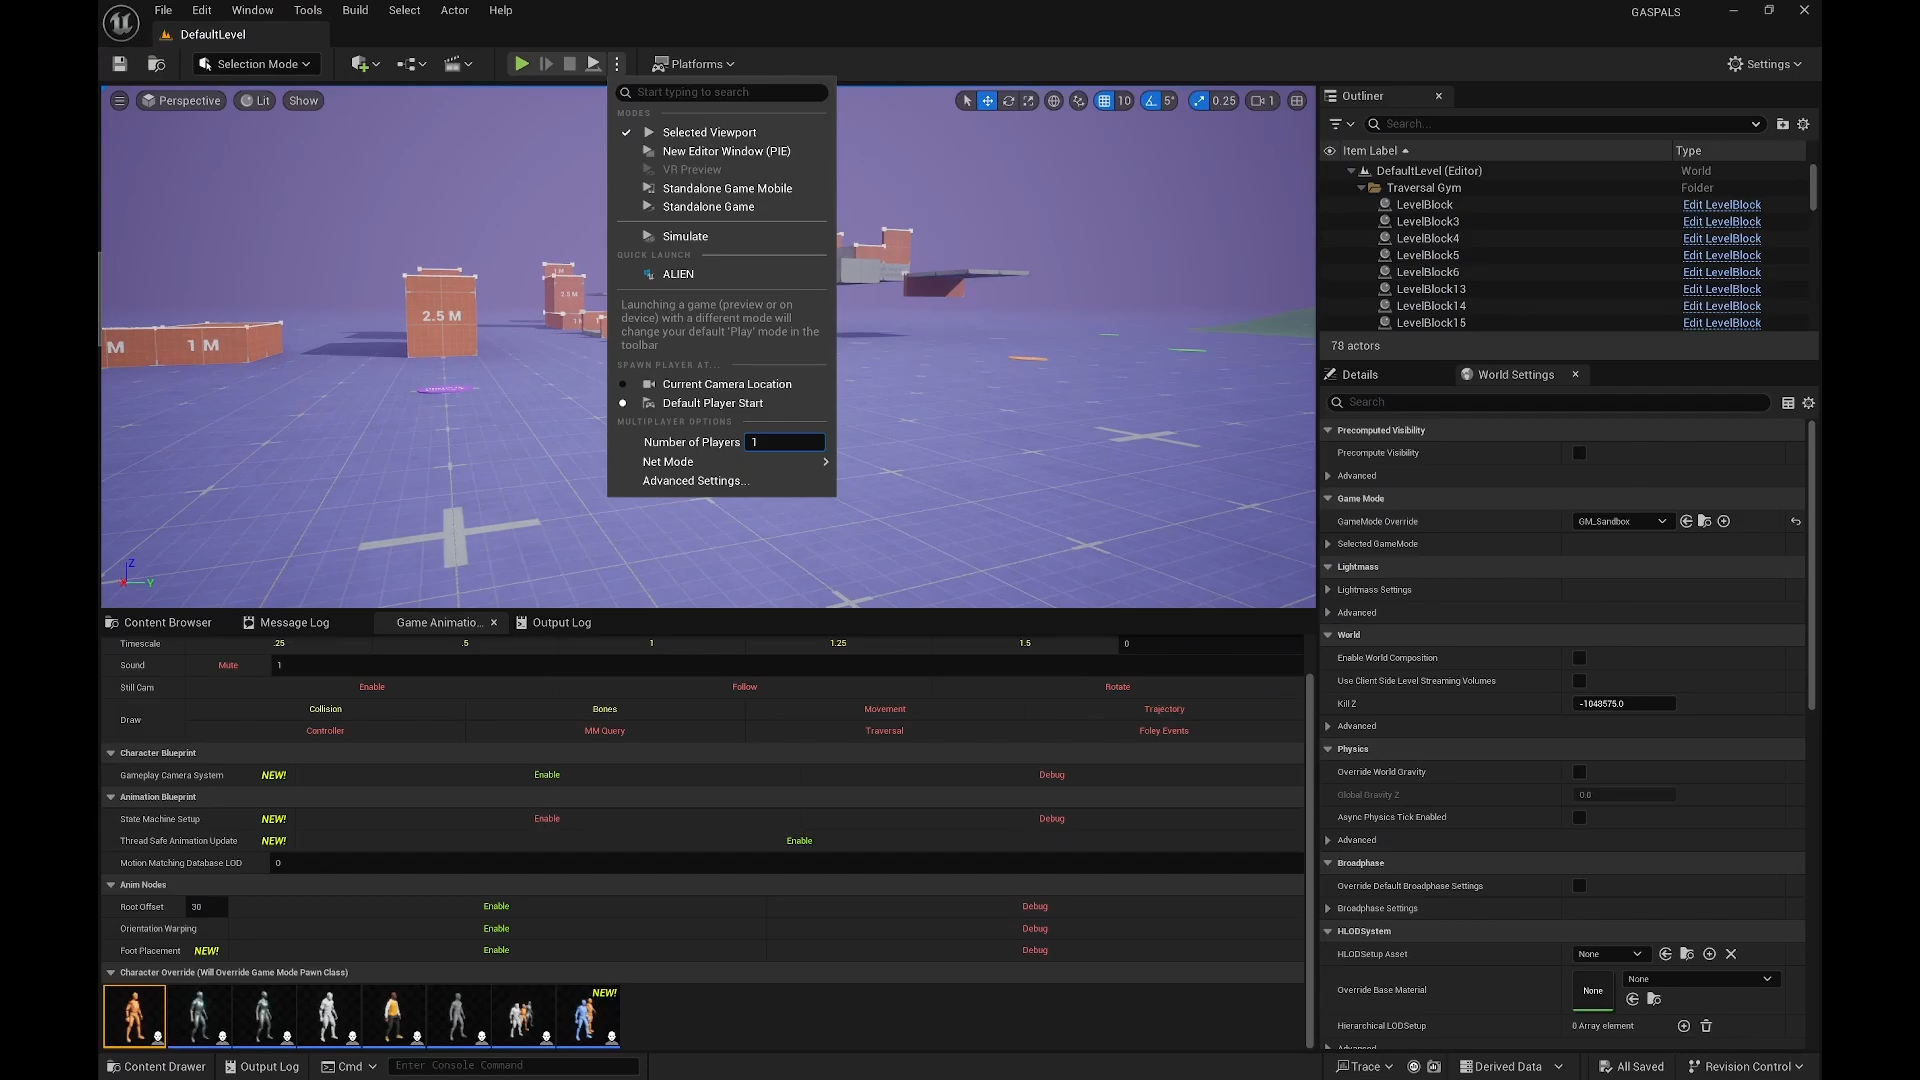 File Edit Window Tools Build Select Actor Help
GASPALS
DefaultLevel
Selection Mode
Platforms
Settings
Perspective Lit Show
10 5° 0.25 1
Start typing to search
MODES
Selected Viewport
New Editor Window (PIE)
VR Preview
Standalone Game Mobile
Standalone Game
Simulate
QUICK LAUNCH
ALIEN
Launching a game (preview or on
device) with a different mode will
change your default 'Play' mode in the
toolbar
SPAWN PLAYER AT...
Current Camera Location
Default Player Start
MULTIPLAYER OPTIONS
Number of Players 1
Net Mode
Advanced Settings...
M 1 M
2.5 M
1 M
2.5 M
Z
X Y
Outliner
Search...
Item Label Type
DefaultLevel (Editor) World
Traversal Gym Folder
LevelBlock Edit LevelBlock
LevelBlock3 Edit LevelBlock
LevelBlock4 Edit LevelBlock
LevelBlock5 Edit LevelBlock
LevelBlock6 Edit LevelBlock
LevelBlock13 Edit LevelBlock
LevelBlock14 Edit LevelBlock
LevelBlock15 Edit LevelBlock
78 actors
Details World Settings
Search
Precomputed Visibility
Precompute Visibility
Advanced
Game Mode
GameMode Override GM_Sandbox
Selected GameMode
Lightmass
Lightmass Settings
Advanced
World
Enable World Composition
Use Client Side Level Streaming Volumes
Kill Z -1048575.0
Advanced
Physics
Override World Gravity
Global Gravity Z 0.0
Async Physics Tick Enabled
Advanced
Broadphase
Override Default Broadphase Settings
Broadphase Settings
HLODSystem
HLODSetup Asset None
Override Base Material None None
Hierarchical LODSetup 0 Array element
Advanced
Content Browser Message Log Game Animatio... Output Log
Timescale .25 .5 1 1.25 1.5 0
Sound Mute 1
Still Cam Enable Follow Rotate
Draw Collision Bones Movement Trajectory
Controller MM Query Traversal Foley Events
Character Blueprint
Gameplay Camera System NEW! Enable Debug
Animation Blueprint
State Machine Setup NEW! Enable Debug
Thread Safe Animation Update NEW! Enable
Motion Matching Database LOD 0
Anim Nodes
Root Offset 30 Enable Debug
Orientation Warping Enable Debug
Foot Placement NEW! Enable Debug
Character Override (Will Override Game Mode Pawn Class)
NEW!
Content Drawer Output Log Cmd Enter Console Command
Trace Derived Data All Saved Revision Control